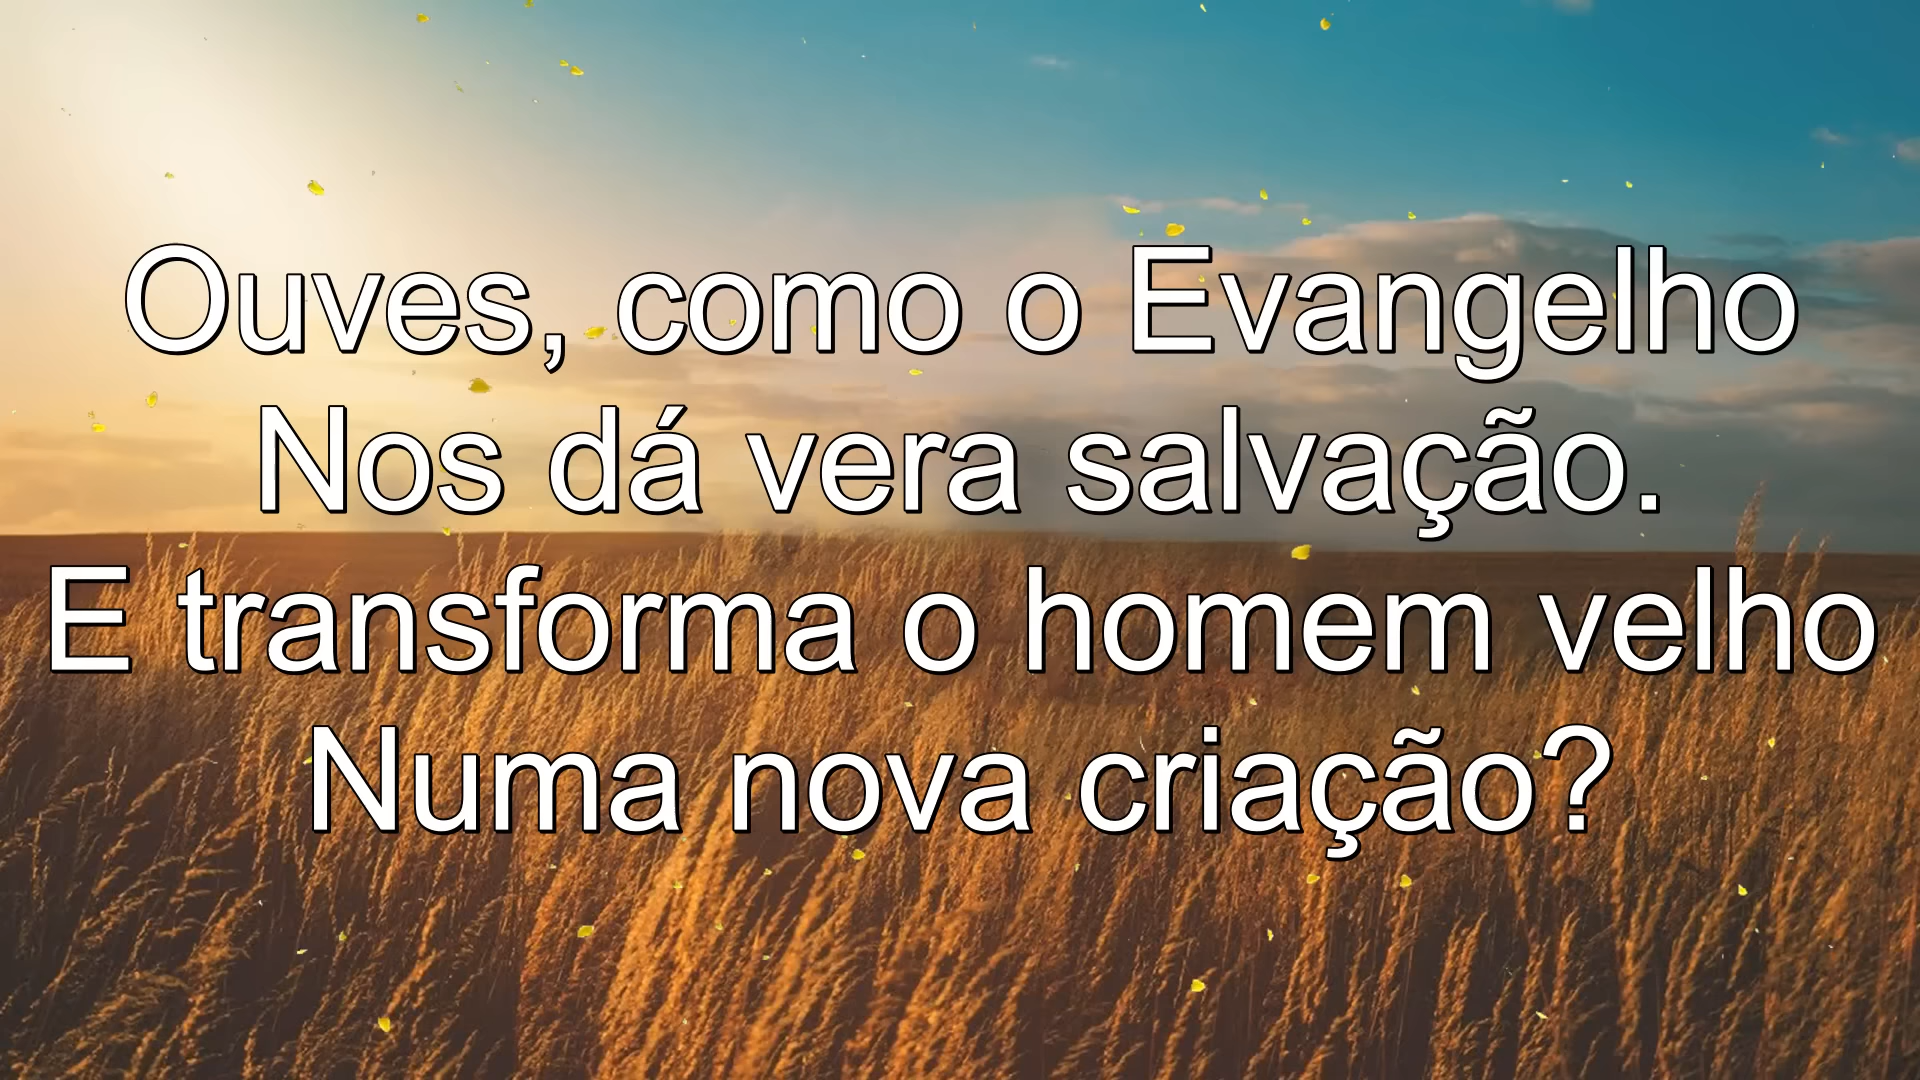 Ouves, como o Evangelho
Nos dá vera salvação.
E transforma o homem velho
Numa nova criação?